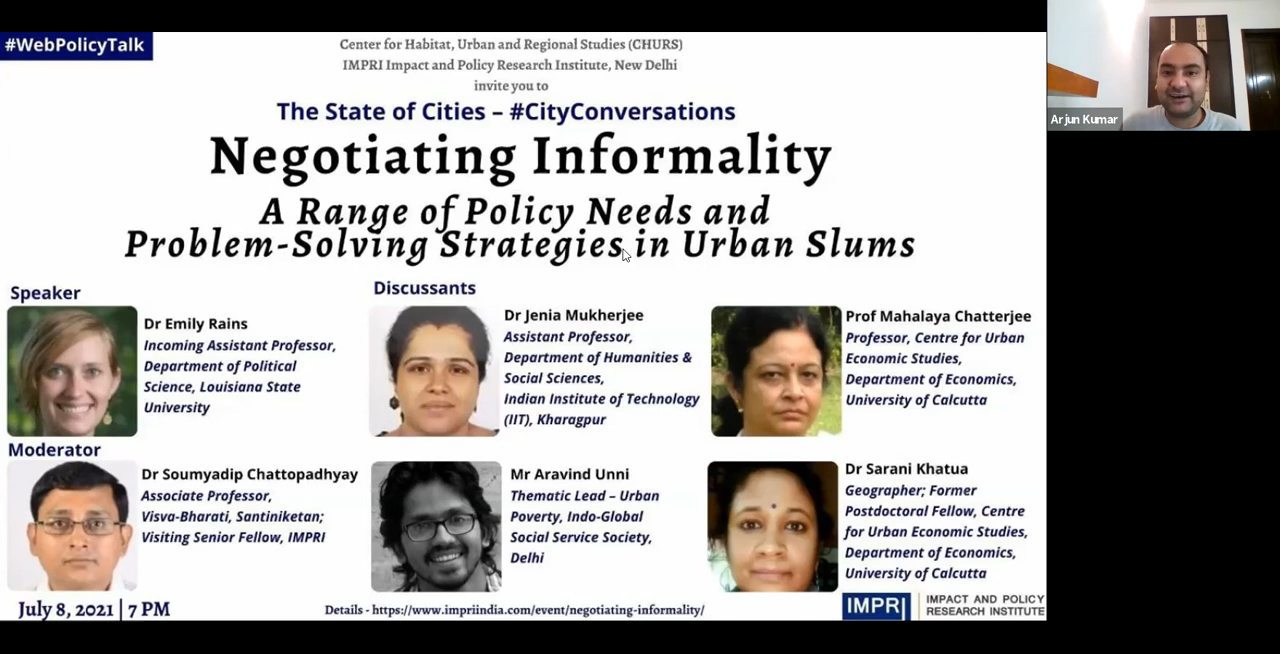 #WebPolicyTalk
Center for Habitat, Urban and Regional Studies (CHURS)
IMPRI Impact and Policy Research Institute, New Delhi
invite you to
The State of Cities – #CityConversations
Negotiating Informality
A Range of Policy Needs and
Problem-Solving Strategies in Urban Slums
Speaker
Dr Emily Rains
Incoming Assistant Professor,
Department of Political
Science, Louisiana State
University
Discussants
Dr Jenia Mukherjee
Assistant Professor,
Department of Humanities &
Social Sciences,
Indian Institute of Technology
(IIT), Kharagpur
Prof Mahalaya Chatterjee
Professor, Centre for Urban
Economic Studies,
Department of Economics,
University of Calcutta
Moderator
Dr Soumyadip Chattopadhyay
Associate Professor,
Visva-Bharati, Santiniketan;
Visiting Senior Fellow, IMPRI
Mr Aravind Unni
Thematic Lead – Urban
Poverty, Indo-Global
Social Service Society,
Delhi
Dr Sarani Khatua
Geographer; Former
Postdoctoral Fellow, Centre
for Urban Economic Studies,
Department of Economics,
University of Calcutta
July 8, 2021 | 7 PM
Details - https://www.impriindia.com/event/negotiating-informality/
IMPRI
IMPACT AND POLICY
RESEARCH INSTITUTE
Arjun Kumar